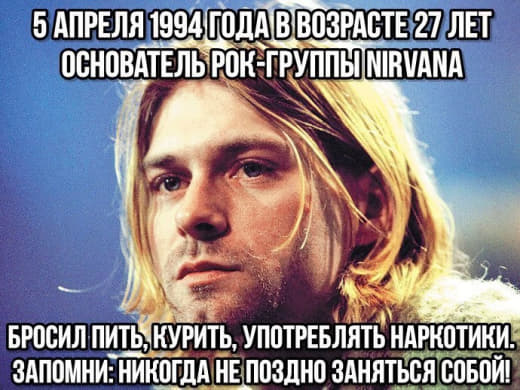 5 АПРЕЛЯ 1994 ГОДА В ВОЗРАСТЕ 27 ЛЕТ
ОСНОВАТЕЛЬ РОК-ГРУППЫ NIRVANA
БРОСИЛ ПИТЬ, КУРИТЬ, УПОТРЕБЛЯТЬ НАРКОТИКИ.
ЗАПОМНИ: НИКОГДА НЕ ПОЗДНО ЗАНЯТЬСЯ СОБОЙ!